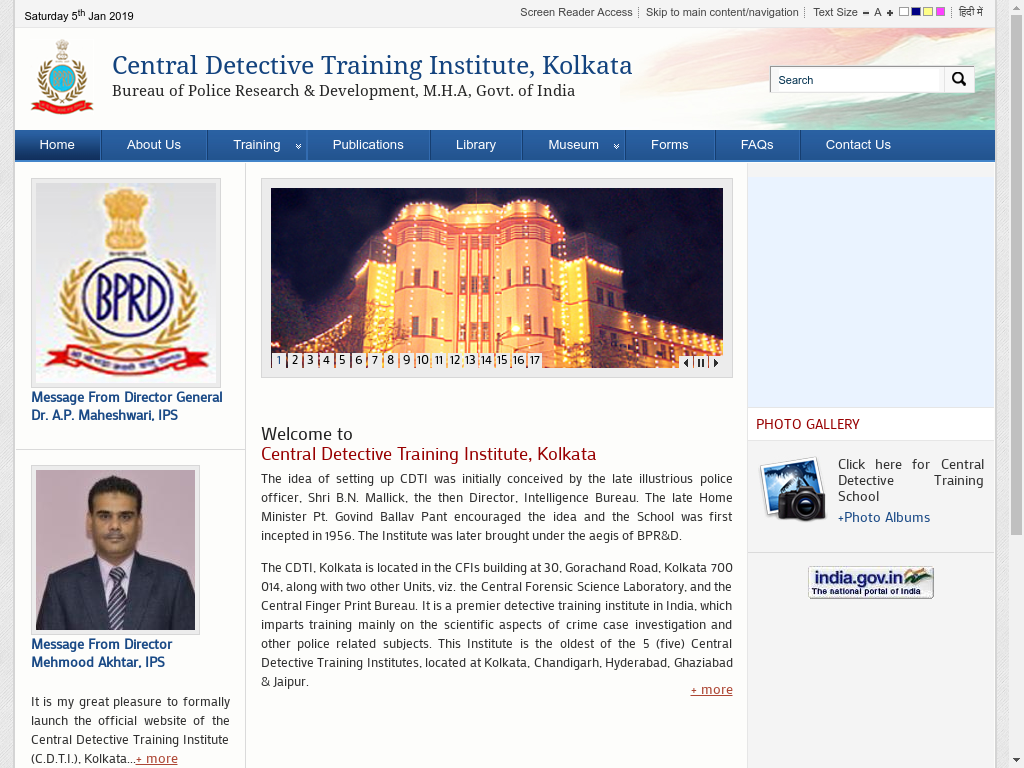 Saturday 5th Jan 2019
Screen Reader Access
Skip to main content/navigation
Text Size - A +
हिंदी में
Central Detective Training Institute, Kolkata
Bureau of Police Research & Development, M.H.A, Govt. of India
Search
Home
About Us
Training
Publications
Library
Museum
Forms
FAQs
Contact Us
BPRD
Message From Director General
Dr. A.P. Maheshwari, IPS
Message From Director
Mehmood Akhtar, IPS
It is my great pleasure to formally
launch the official website of the
Central Detective Training Institute
(C.D.T.I.), Kolkata...+ more
1 2 3 4 5 6 7 8 9 10 11 12 13 14 15 16 17
Welcome to
Central Detective Training Institute, Kolkata
The idea of setting up CDTI was initially conceived by the late illustrious police
officer, Shri B.N. Mallick, the then Director, Intelligence Bureau. The late Home
Minister Pt. Govind Ballav Pant encouraged the idea and the School was first
incepted in 1956. The Institute was later brought under the aegis of BPR&D.
The CDTI, Kolkata is located in the CFIs building at 30, Gorachand Road, Kolkata 700
014, along with two other Units, viz. the Central Forensic Science Laboratory, and the
Central Finger Print Bureau. It is a premier detective training institute in India, which
imparts training mainly on the scientific aspects of crime case investigation and
other police related subjects. This Institute is the oldest of the 5 (five) Central
Detective Training Institutes, located at Kolkata, Chandigarh, Hyderabad, Ghaziabad
& Jaipur.
+ more
PHOTO GALLERY
Click here for Central
Detective Training
School
+Photo Albums
india.gov.in
The national portal of India